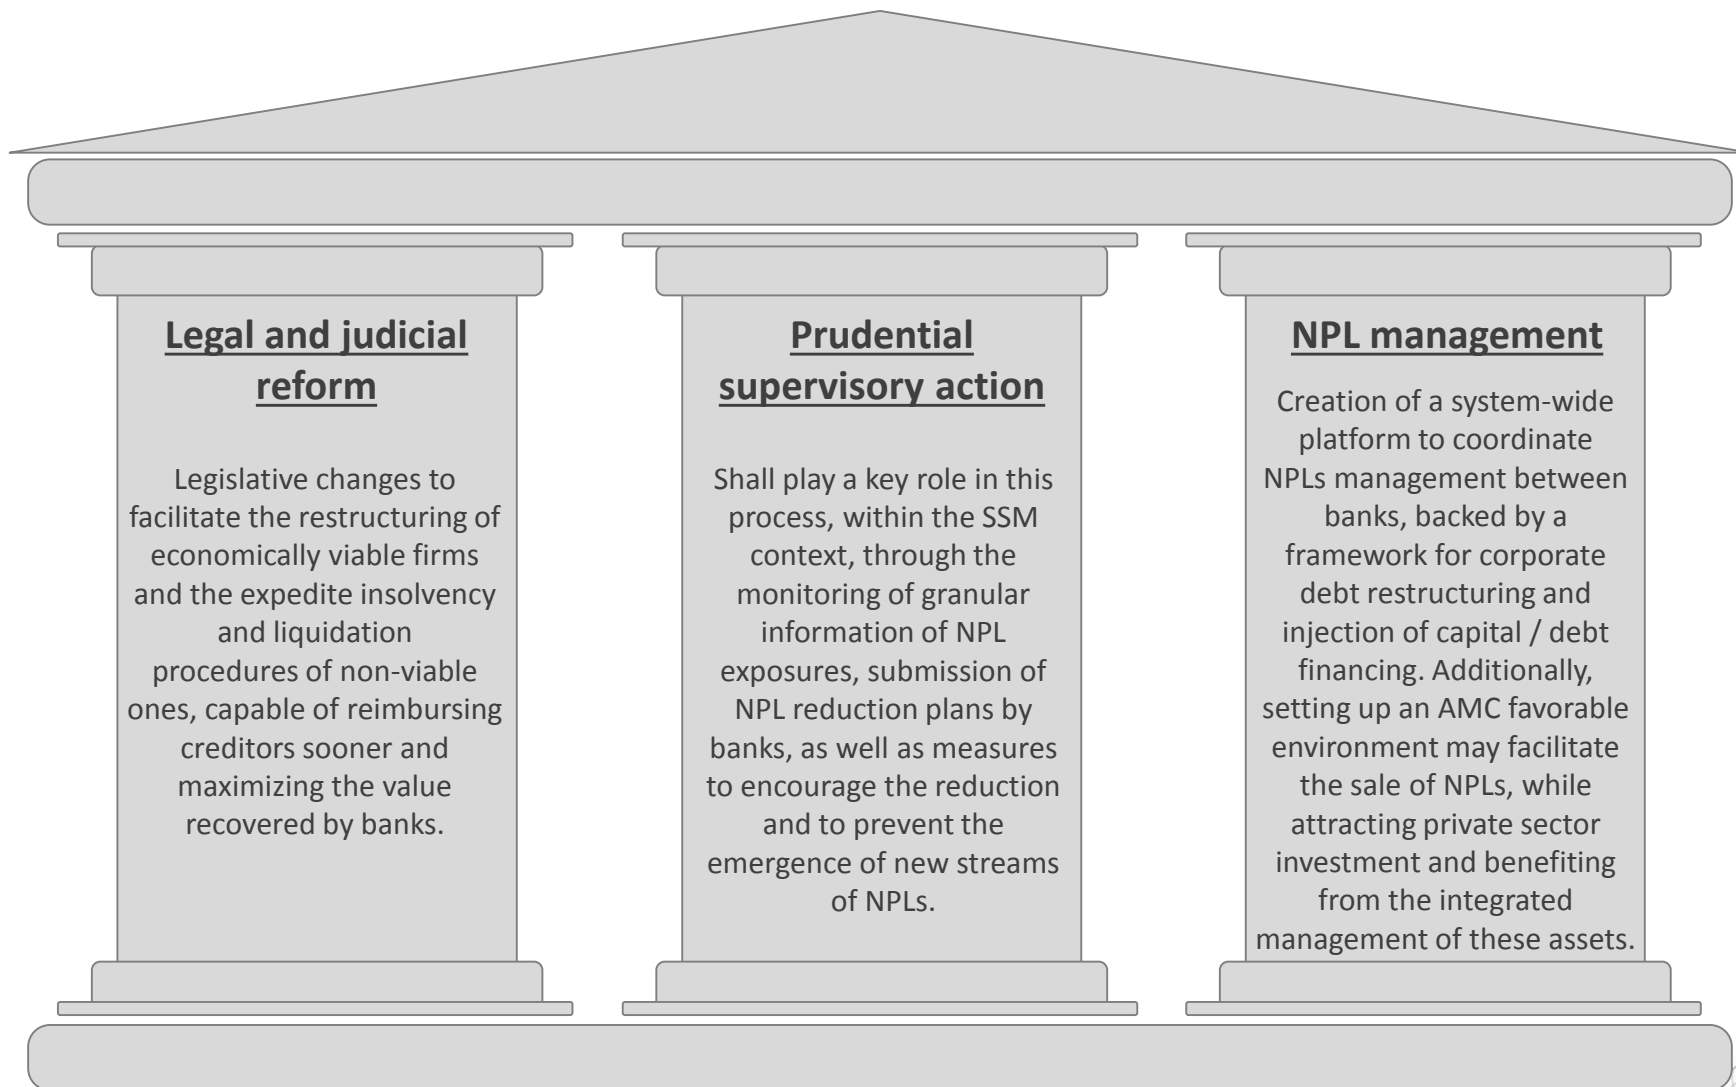 Legal and judicial
reform
Legislative changes to
facilitate the restructuring of
economically viable firms
and the expedite insolvency
and liquidation
procedures of non-viable
ones, capable of reimbursing
creditors sooner and
maximizing the value
recovered by banks.
Prudential
supervisory action
Shall play a key role in this
process, within the SSM
context, through the
monitoring of granular
information of NPL
exposures, submission of
NPL reduction plans by
banks, as well as measures
to encourage the reduction
and to prevent the
emergence of new streams
of NPLs.
NPL management
Creation of a system-wide
platform to coordinate
NPLs management between
banks, backed by a
framework for corporate
debt restructuring and
injection of capital / debt
financing. Additionally,
setting up an AMC favorable
environment may facilitate
the sale of NPLs, while
attracting private sector
investment and benefiting
from the integrated
management of these assets.